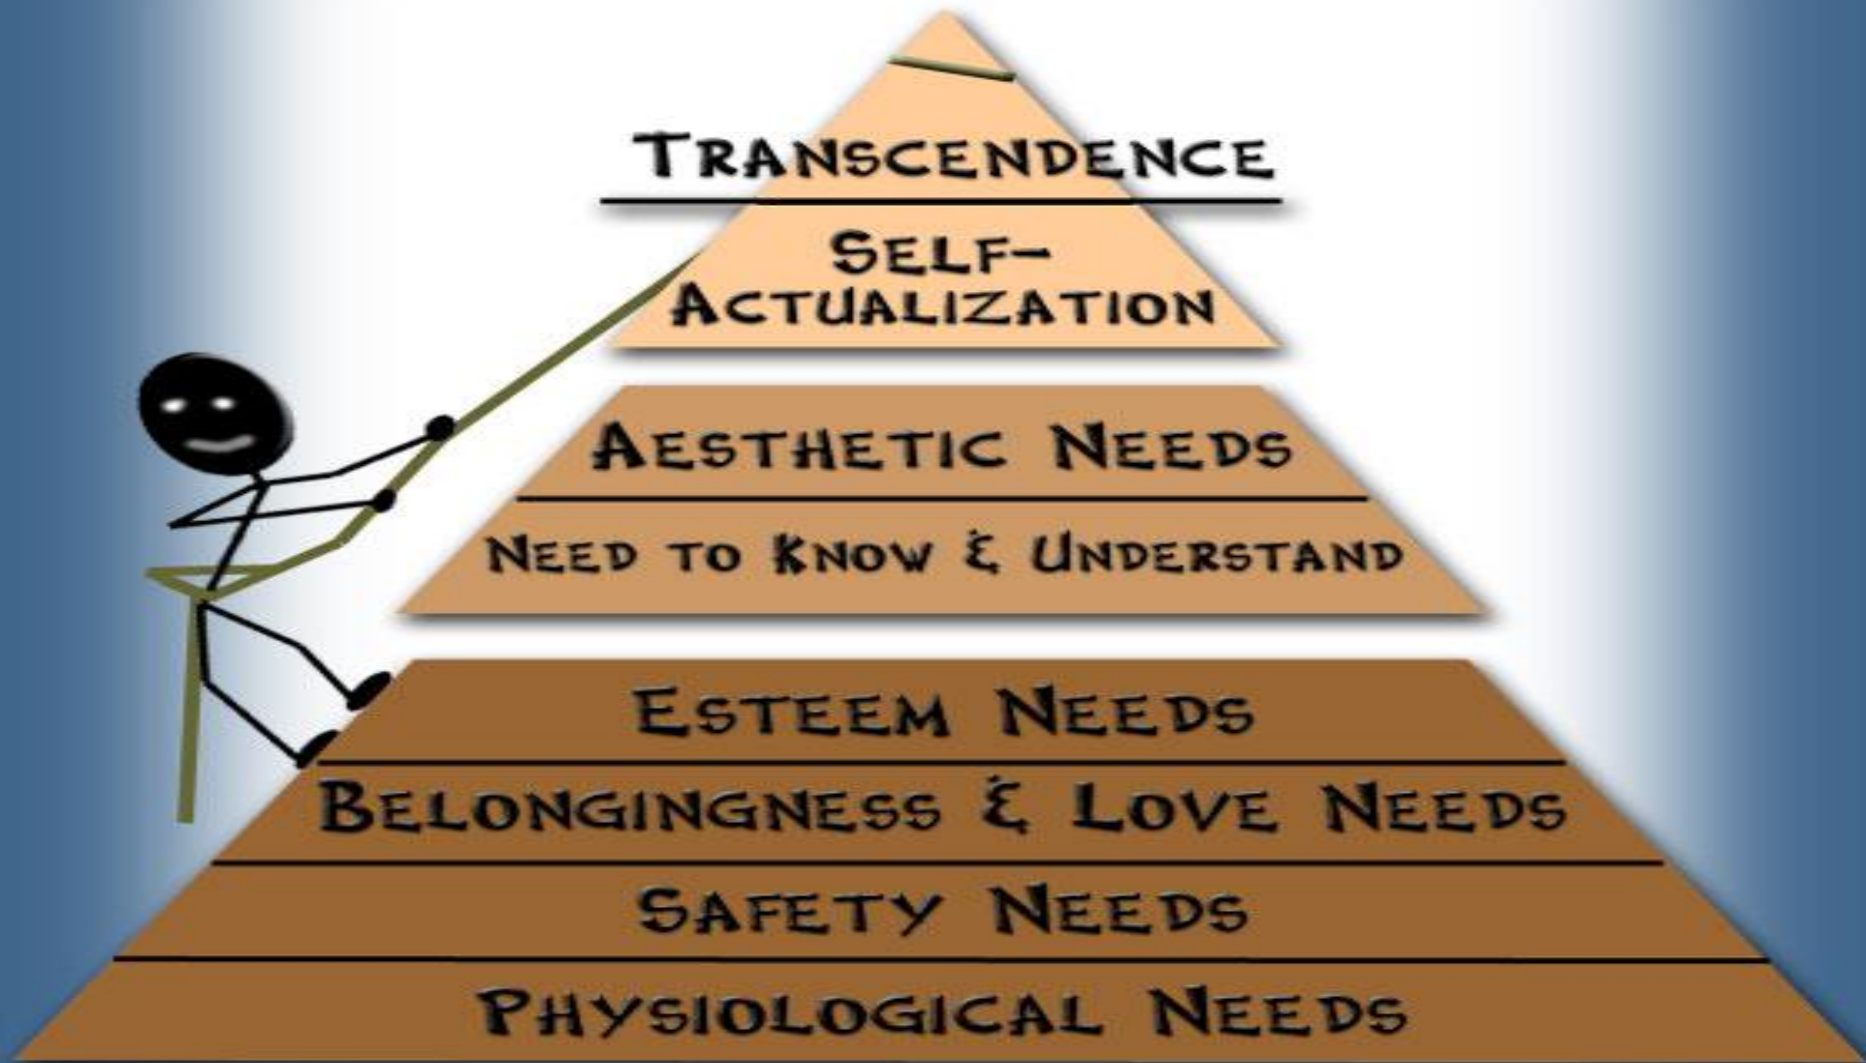 TRANSCENDENCE
SELF-
ACTUALIZATION
AESTHETIC NEEDS
NEED TO KNOW & UNDERSTAND
ESTEEM NEEDS
BELONGINGNESS & LOVE NEEDS
SAFETY NEEDS
PHYSIOLOGICAL NEEDS